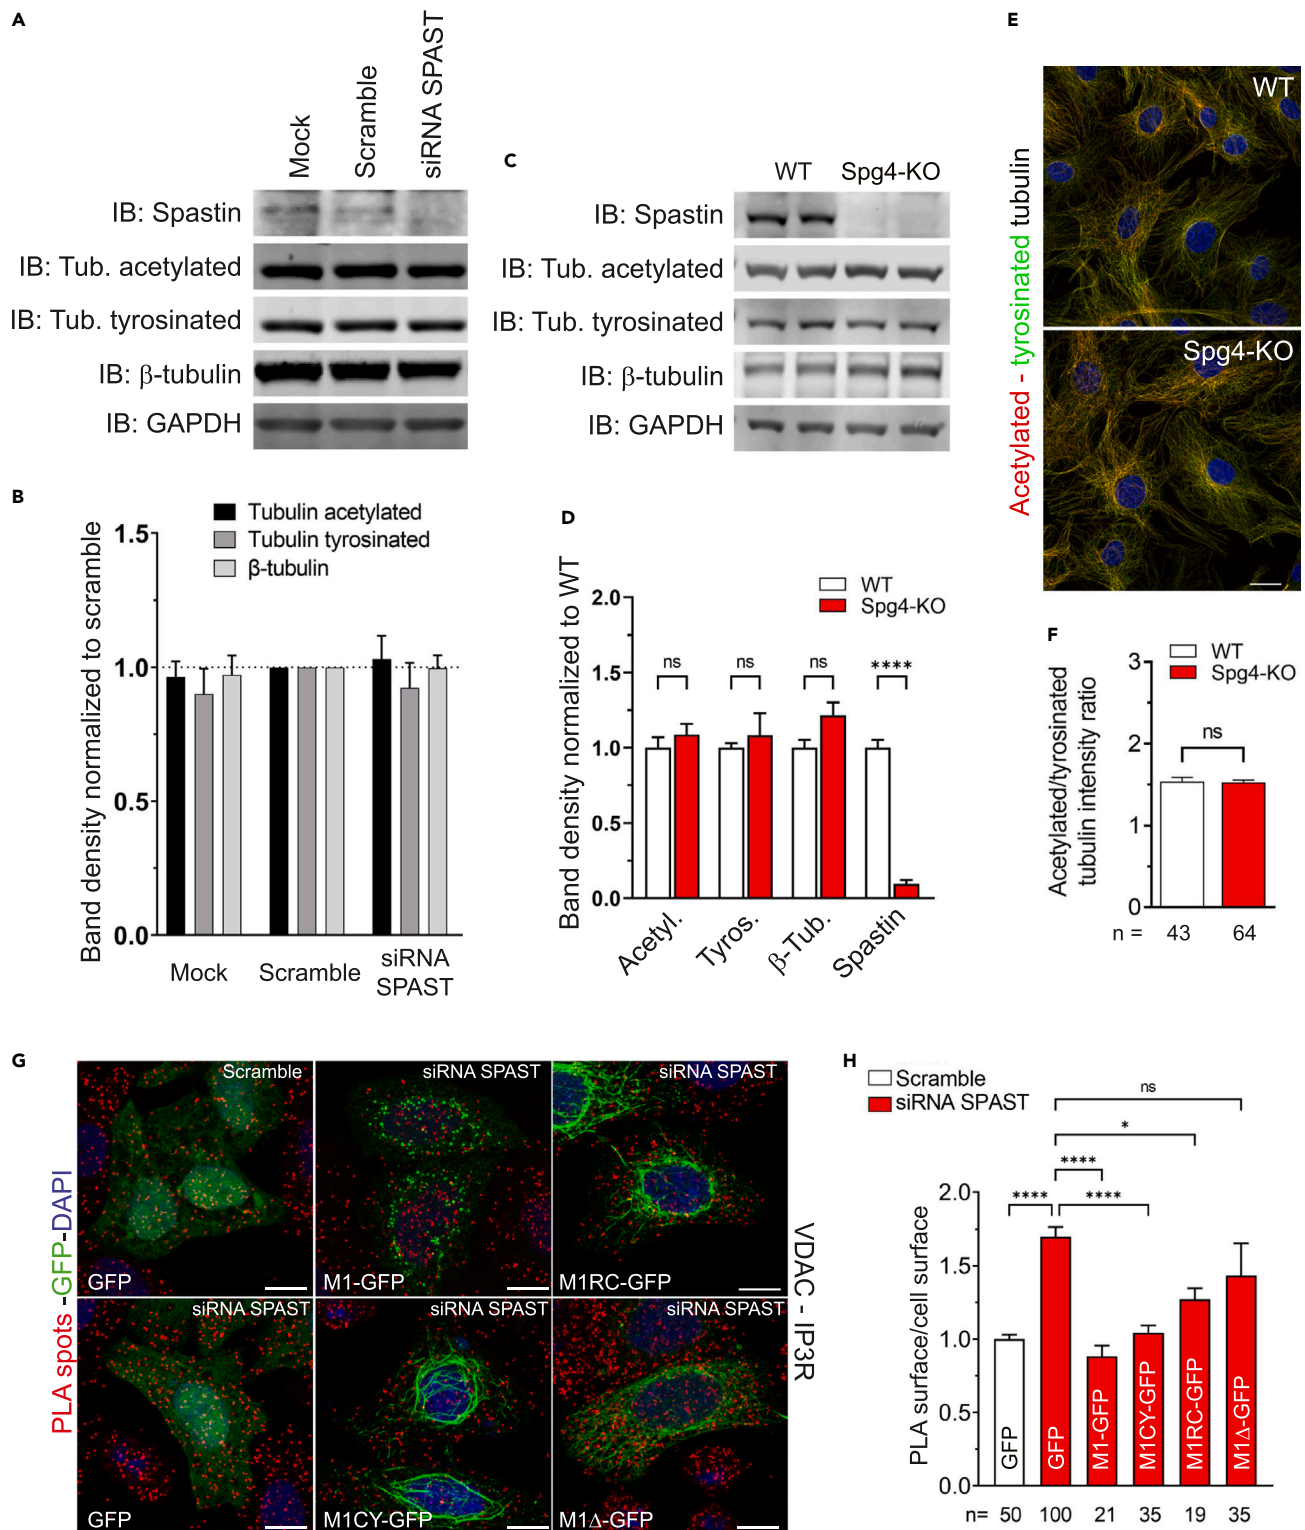 A
Mock
Scramble
siRNA SPAST
IB: Spastin
IB: Tub. acetylated
IB: Tub. tyrosinated
IB: β-tubulin
IB: GAPDH
B
Band density normalized to scramble
Tubulin acetylated
Tubulin tyrosinated
β-tubulin
1.5
1.0
0.5
0.0
Mock
Scramble
siRNA
SPAST
C
WT
Spg4-KO
IB: Spastin
IB: Tub. acetylated
IB: Tub. tyrosinated
IB: β-tubulin
IB: GAPDH
D
Band density normalized to WT
WT
Spg4-KO
2.0
1.5
1.0
0.5
0.0
ns
ns
ns
****
Acetyl.
Tyros.
β-Tub.
Spastin
E
Acetylated - tyrosinated tubulin
WT
Spg4-KO
F
WT
Spg4-KO
Acetylated/tyrosinated
tubulin intensity ratio
3
2
1
0
ns
n = 43 64
G
PLA spots -GFP-DAPI
Scramble
GFP
siRNA SPAST
M1-GFP
siRNA SPAST
M1RC-GFP
siRNA SPAST
GFP
siRNA SPAST
M1CY-GFP
siRNA SPAST
M1Δ-GFP
VDAC - IP3R
H
Scramble
siRNA SPAST
PLA surface/cell surface
2.0
1.5
1.0
0.5
0.0
ns
*
****
**** ****
GFP
GFP
M1-GFP
M1CY-GFP
M1RC-GFP
M1Δ-GFP
n= 50 100 21 35 19 35